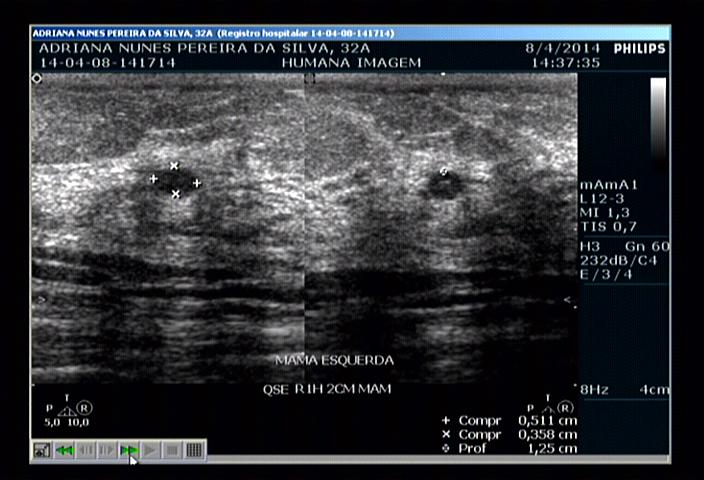 ADRIANA NUNES PEREIRA DA SILVA, 32A (Registro hospitalar 14-04-08-141714)
ADRIANA NUNES PEREIRA DA SILVA, 32A 8/4/2014 PHILIPS
14-04-08-141714 HUMANA IMAGEM 14:37:35
mAmA1
L12-3
MI 1,3
TIS 0,7
H3 Gn 60
232dB/C4
E/3/4
MAMA ESQUERDA
QSE R1H 2CM MAM
8Hz 4cm
P R
5,0 10,0
P R
+ Compr 0,511 cm
× Compr 0,358 cm
Prof 1,25 cm